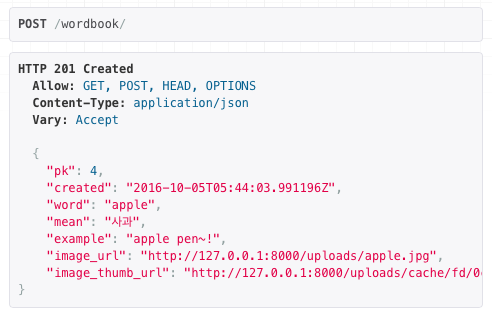 POST /wordbook/
HTTP 201 Created
Allow: GET, POST, HEAD, OPTIONS
Content-Type: application/json
Vary: Accept
{
"pk": 4,
"created": "2016-10-05T05:44:03.991196Z",
"word": "apple",
"mean": "사과",
"example": "apple pen~!",
"image_url": "http://127.0.0.1:8000/uploads/apple.jpg",
"image_thumb_url": "http://127.0.0.1:8000/uploads/cache/fd/
}